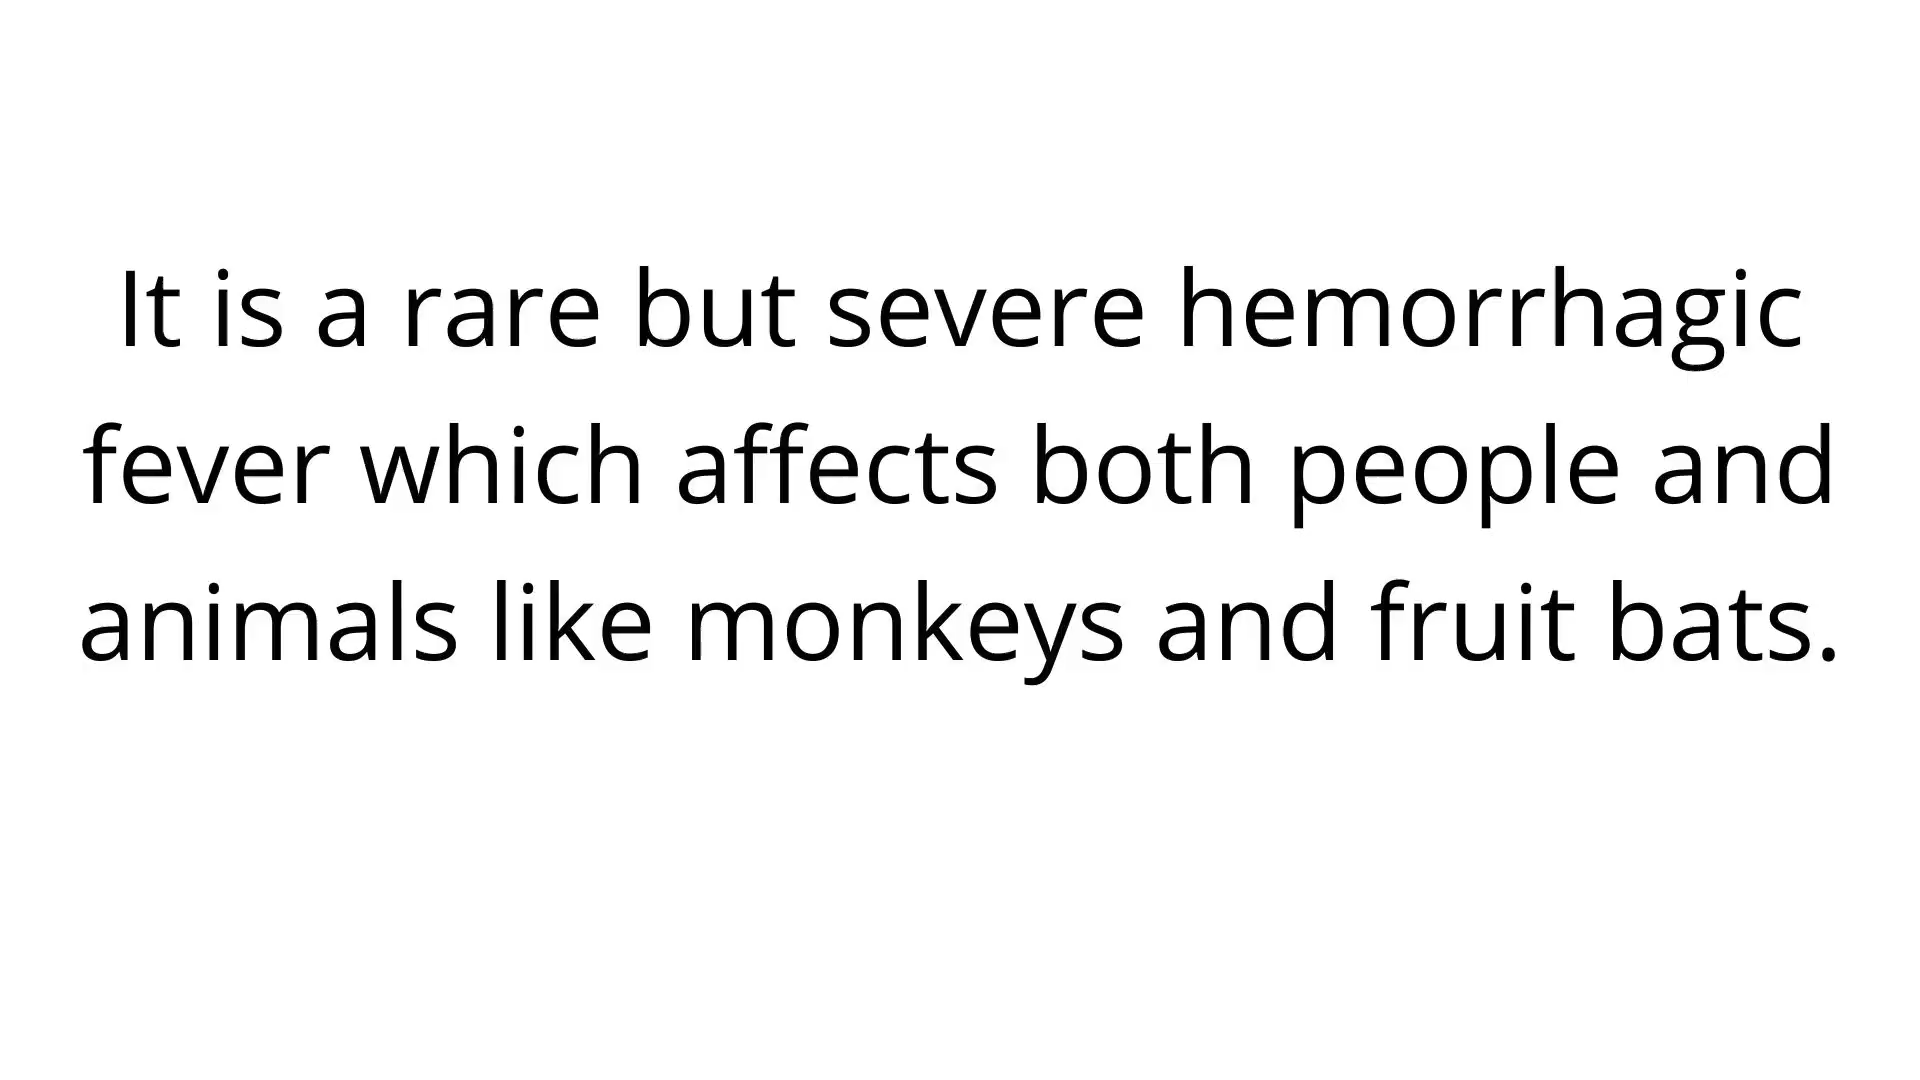 It is a rare but severe hemorrhagic
fever which affects both people and
animals like monkeys and fruit bats.